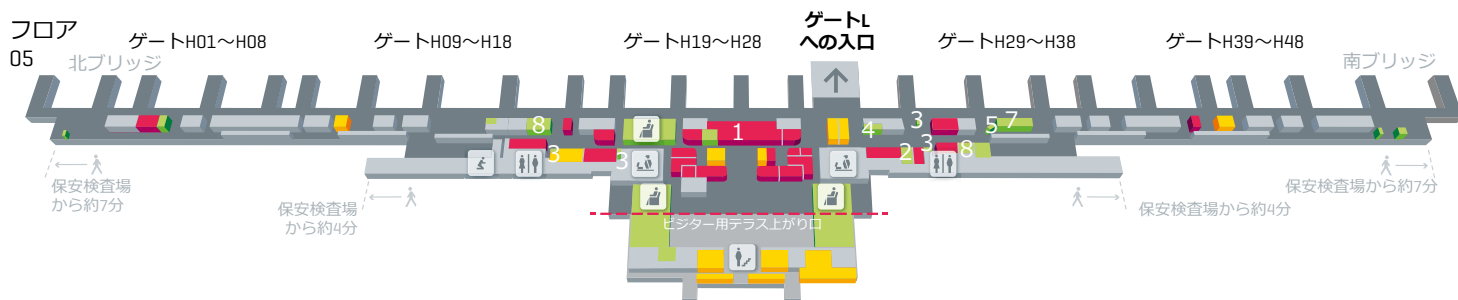 フロア
05
ゲートH01～H08
ゲートH09～H18
ゲートH19～H28
ゲートL
への入口
ゲートH29～H38
ゲートH39～H48
北ブリッジ
南ブリッジ
8
1
4
3
5
7
3
3
2
3
8
保安検査場
から約7分
保安検査場
から約4分
保安検査場から約4分
保安検査場から約7分
ビジター用テラス上がり口